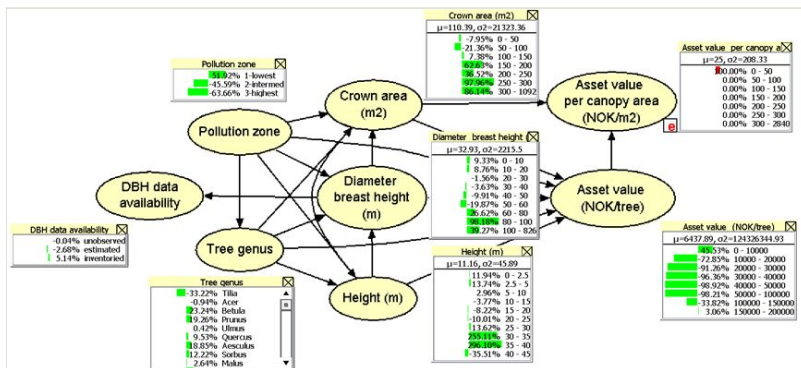 Crown area (m2)
μ=110.39, σ2=21323.36
-7.95% 0 - 50
-21.36% 50 - 100
7.38% 100 - 150
62.63% 150 - 200
36.52% 200 - 250
97.96% 250 - 300
86.14% 300 - 1092
Asset value per canopy a
μ=25, σ2=208.33
100.00% 0 - 50
0.00% 50 - 100
0.00% 100 - 150
0.00% 150 - 200
0.00% 200 - 250
0.00% 250 - 300
0.00% 300 - 2840
Pollution zone
51.92% 1-lowest
-45.59% 2-intermed
-63.66% 3-highest
Crown area
(m2)
Asset value
per canopy area
(NOK/m2)
e
Pollution zone
Diameter breast height (
μ=32.93, σ2=2215.5
9.33% 0 - 10
8.76% 10 - 20
-1.56% 20 - 30
-3.63% 30 - 40
-9.91% 40 - 50
-19.87% 50 - 60
26.62% 60 - 80
98.18% 80 - 100
39.27% 100 - 826
DBH data
availability
Diameter
breast height
(m)
Asset value
(NOK/tree)
DBH data availability
-0.04% unobserved
-2.68% estimated
5.14% inventoried
Tree genus
Height (m)
Height (m)
μ=11.16, σ2=45.89
11.94% 0 - 2.5
13.74% 2.5 - 5
2.96% 5 - 10
-3.77% 10 - 15
-8.22% 15 - 20
-10.01% 20 - 25
13.62% 25 - 30
255.11% 30 - 35
296.10% 35 - 40
-35.51% 40 - 45
Asset value (NOK/tree)
μ=6437.89, σ2=124326344.93
45.53% 0 - 10000
-72.85% 10000 - 20000
-91.26% 20000 - 30000
-96.36% 30000 - 40000
-98.92% 40000 - 50000
-98.21% 50000 - 100000
-33.82% 100000 - 150000
3.06% 150000 - 200000
Tree genus
-33.22% Tilia
-0.94% Acer
23.24% Betula
19.26% Prunus
0.42% Ulmus
9.53% Quercus
18.85% Aesculus
12.22% Sorbus
2.64% Malus